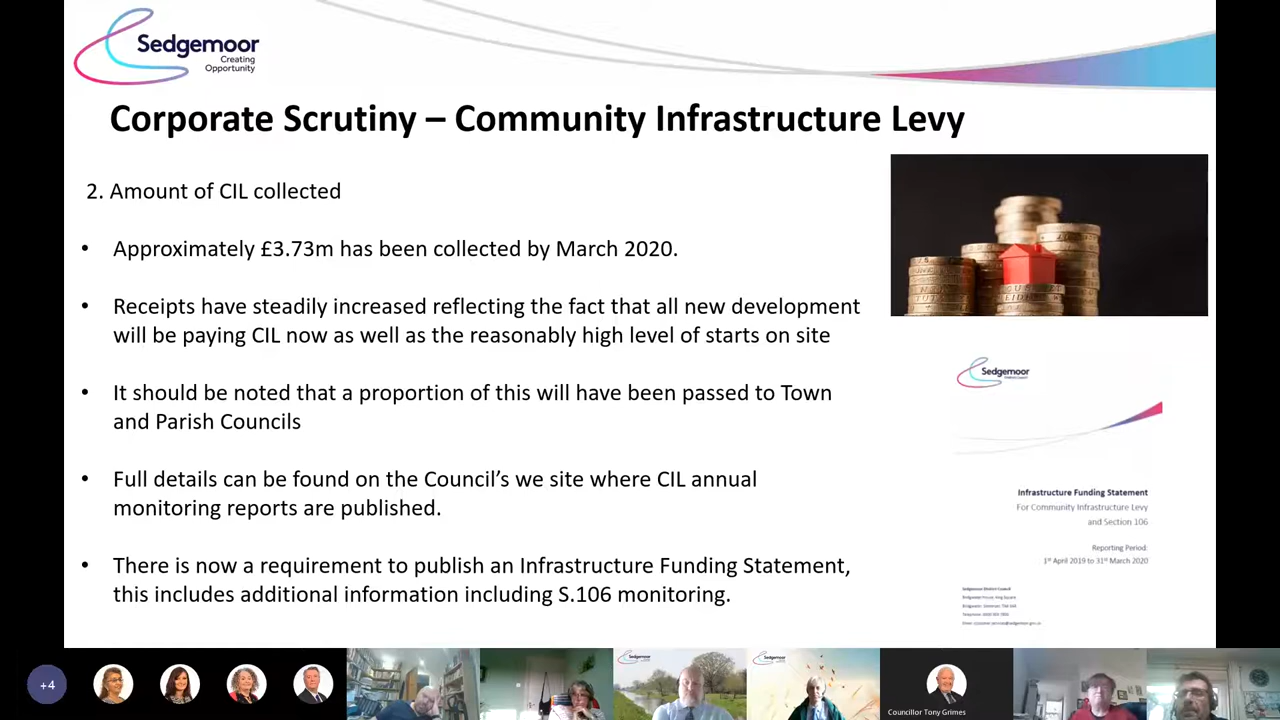 Sedgemoor
Creating
Opportunity
Corporate Scrutiny – Community Infrastructure Levy
2. Amount of CIL collected
• Approximately £3.73m has been collected by March 2020.
• Receipts have steadily increased reflecting the fact that all new development
will be paying CIL now as well as the reasonably high level of starts on site
• It should be noted that a proportion of this will have been passed to Town
and Parish Councils
• Full details can be found on the Council’s we site where CIL annual
monitoring reports are published.
• There is now a requirement to publish an Infrastructure Funding Statement,
this includes additional information including S.106 monitoring.
Sedgemoor
Infrastructure Funding Statement
For Community Infrastructure Levy
and Section 106
Reporting Period:
1st April 2019 to 31st March 2020
Sedgemoor District Council
+4
Sedgemoor
Sedgemoor
Councillor Tony Grimes